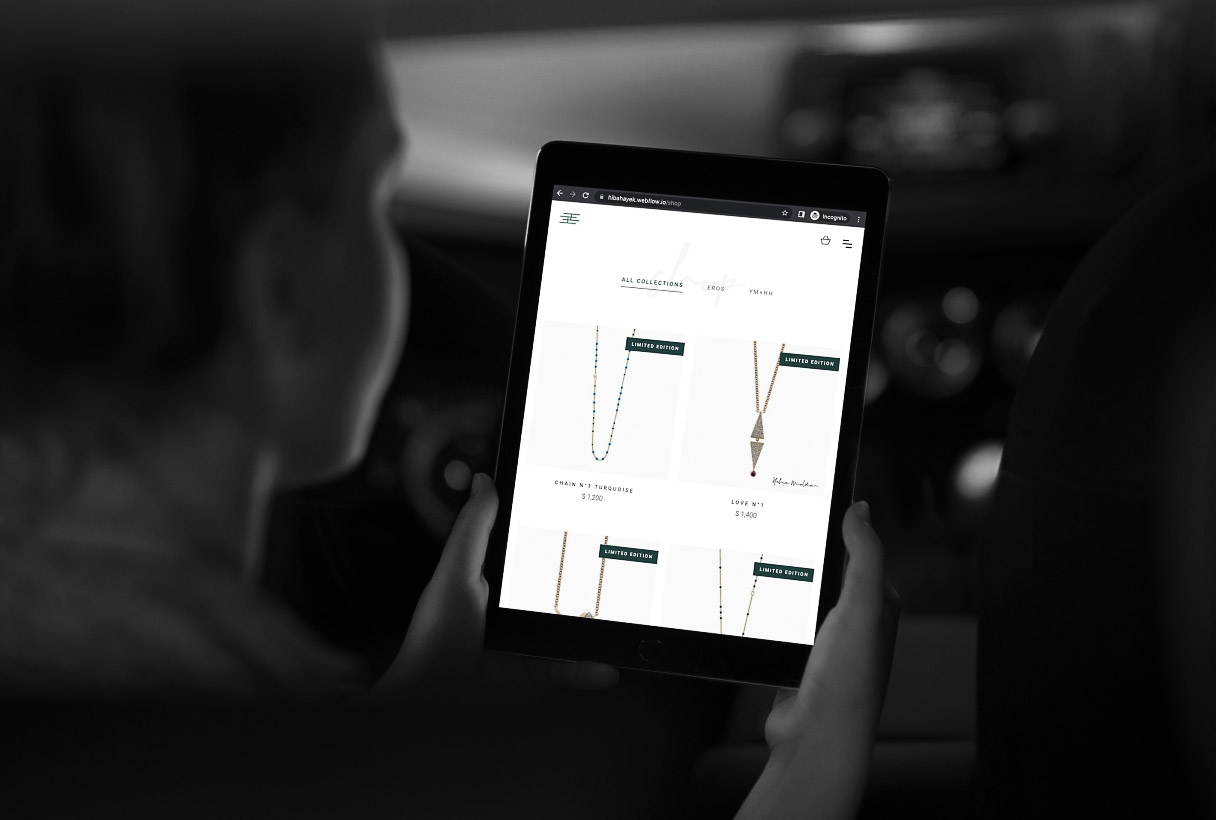 hibahayek.webflow.io/shop
Incognito
shop
ALL COLLECTIONS
EROS
YM×HH
LIMITED EDITION
LIMITED EDITION
CHAIN N°1 TURQUOISE
$ 1,200
LOVE N°1
$ 1,400
LIMITED EDITION
LIMITED EDITION